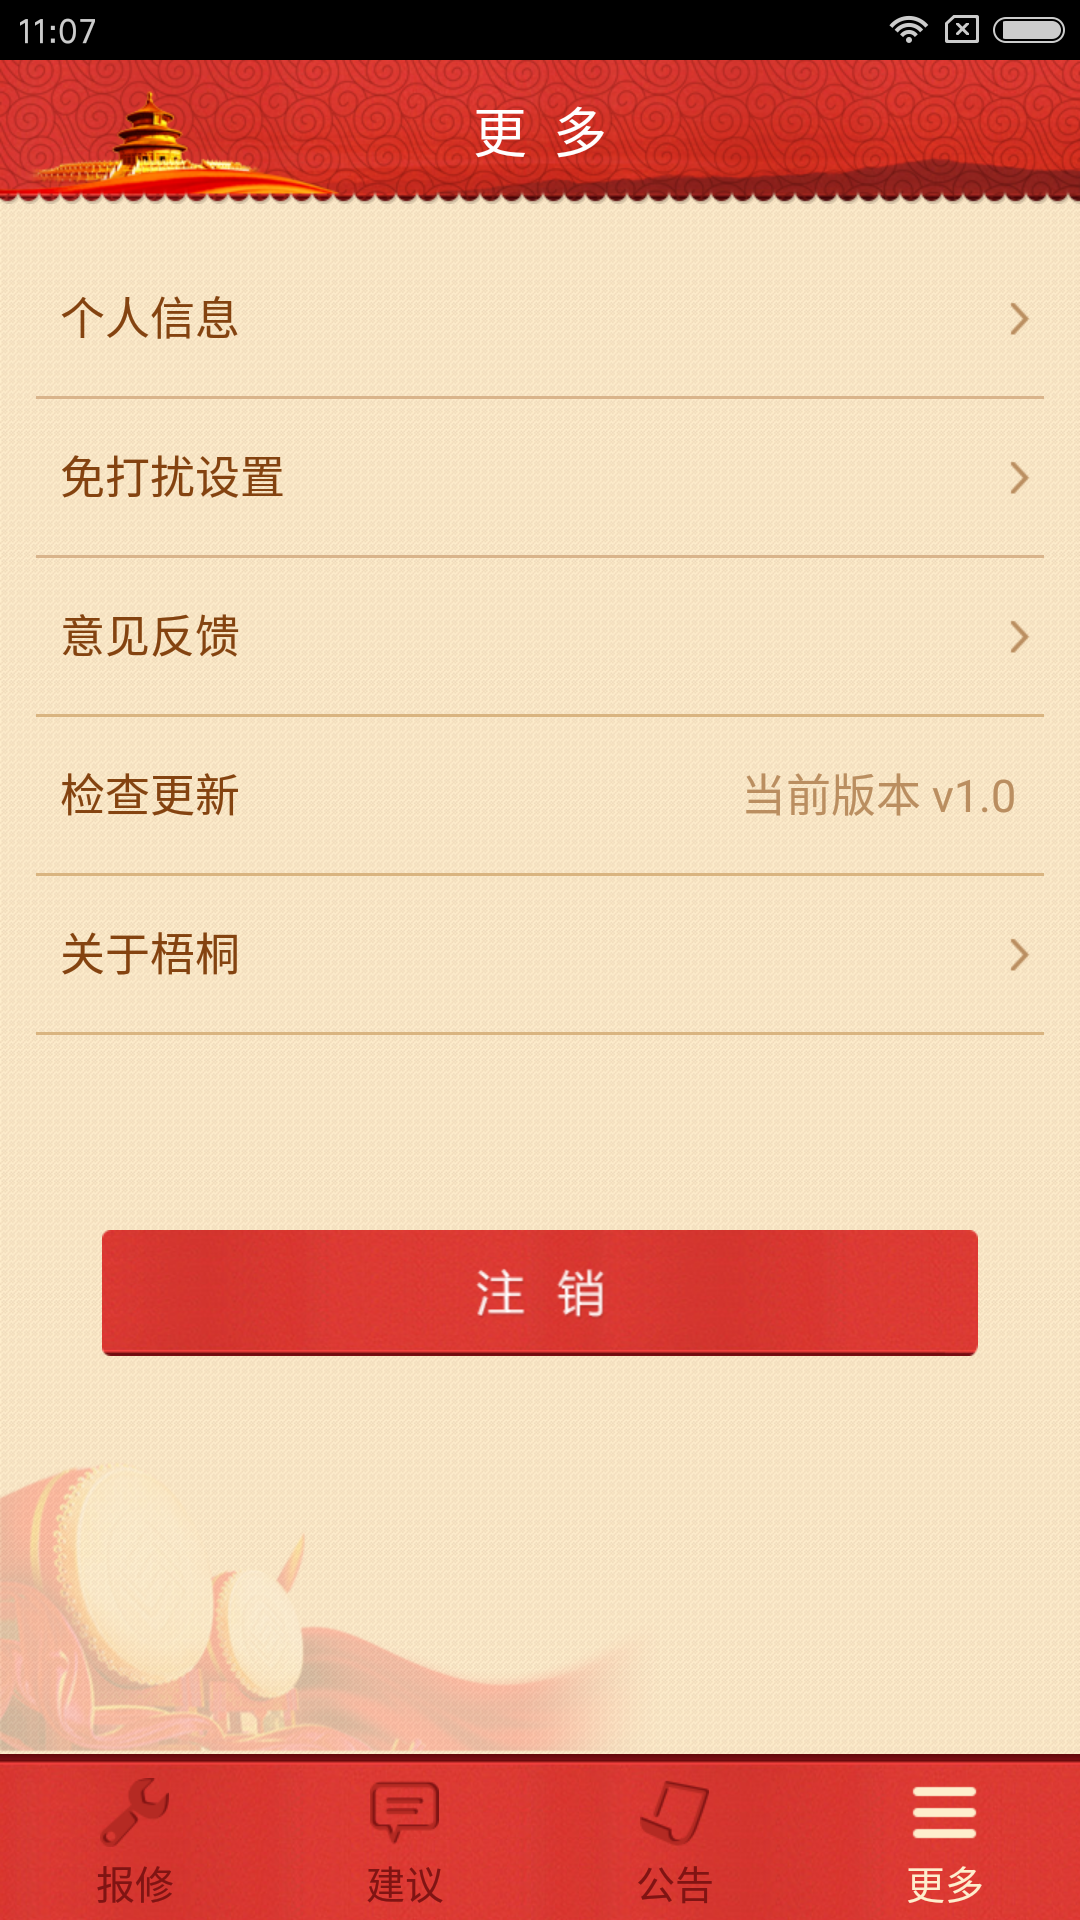 11:07
更 多
个人信息
免打扰设置
意见反馈
检查更新 当前版本 v1.0
关于梧桐
注 销
报修 建议 公告 更多